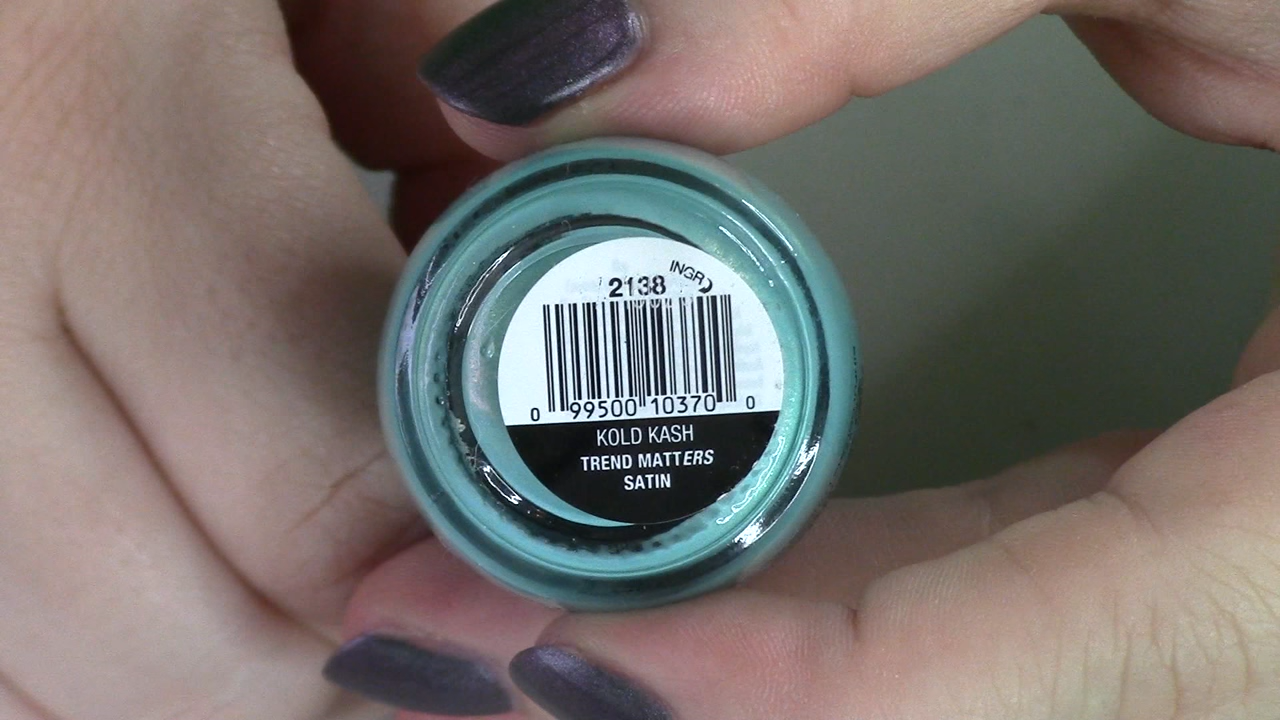 INGR
2138
0 99500 10370 0
KOLD KASH
TREND MATTERS
SATIN